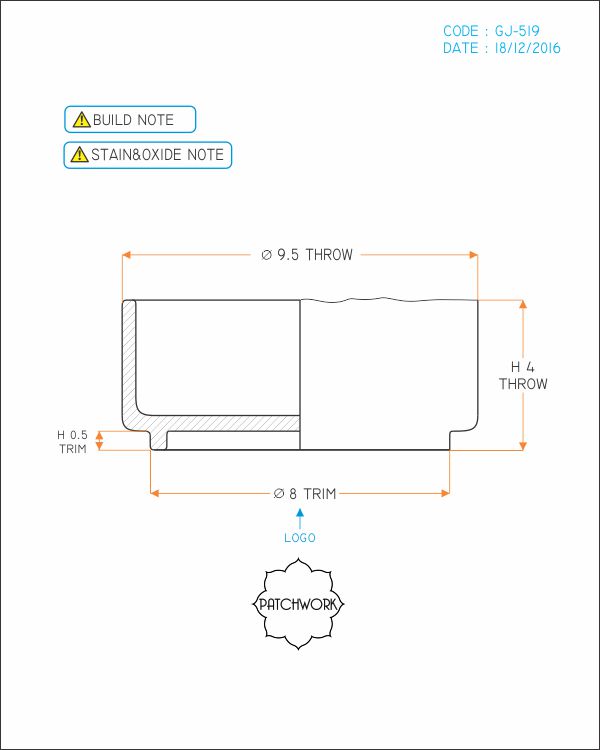 CODE : GJ-519
DATE : 18/12/2016
BUILD NOTE
STAIN&OXIDE NOTE
⌀ 9.5 THROW
H 4
THROW
H 0.5
TRIM
⌀ 8 TRIM
LOGO
PATCHWORK